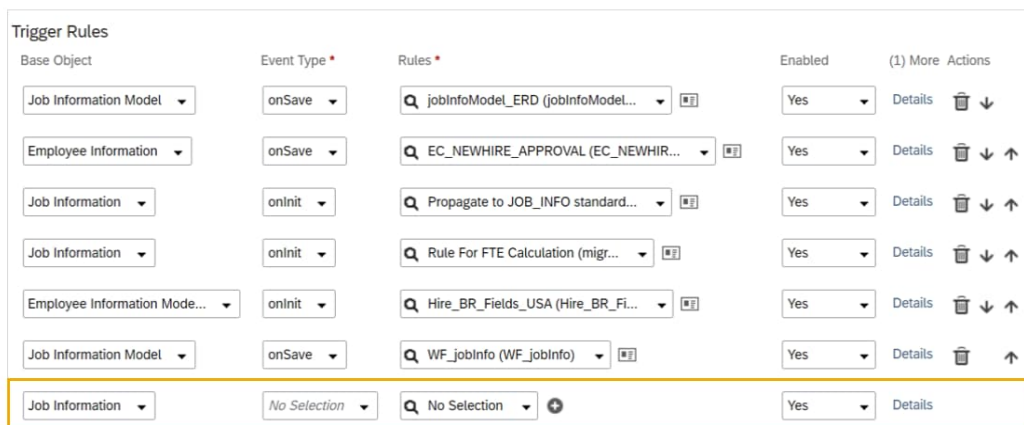 Trigger Rules
Base Object Event Type * Rules * Enabled (1) More Actions
Job Information Model onSave jobInfoModel_ERD (jobInfoModel... Yes Details
Employee Information onSave EC_NEWHIRE_APPROVAL (EC_NEWHIR... Yes Details
Job Information onInit Propagate to JOB_INFO standard... Yes Details
Job Information onInit Rule For FTE Calculation (migr... Yes Details
Employee Information Mode... onInit Hire_BR_Fields_USA (Hire_BR_Fi... Yes Details
Job Information Model onSave WF_jobInfo (WF_jobInfo) Yes Details
Job Information No Selection No Selection Yes Details